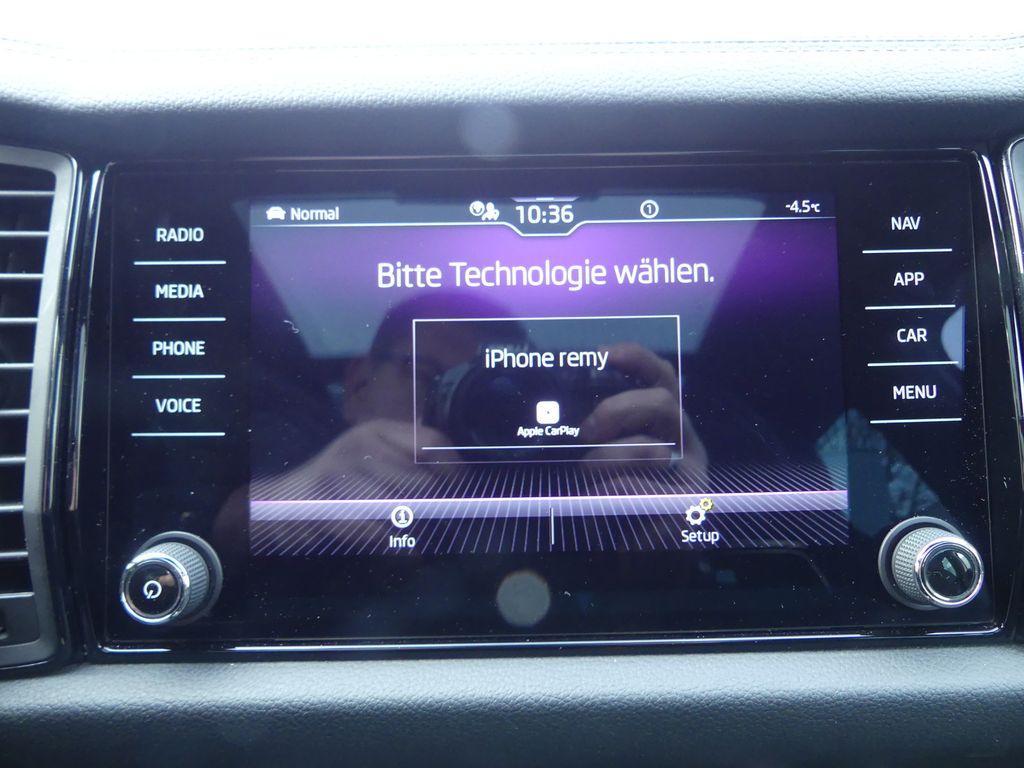 Normal
10:36
1
-4.5°C
RADIO
MEDIA
PHONE
VOICE
Bitte Technologie wählen.
iPhone remy
Apple CarPlay
Info
Setup
NAV
APP
CAR
MENU